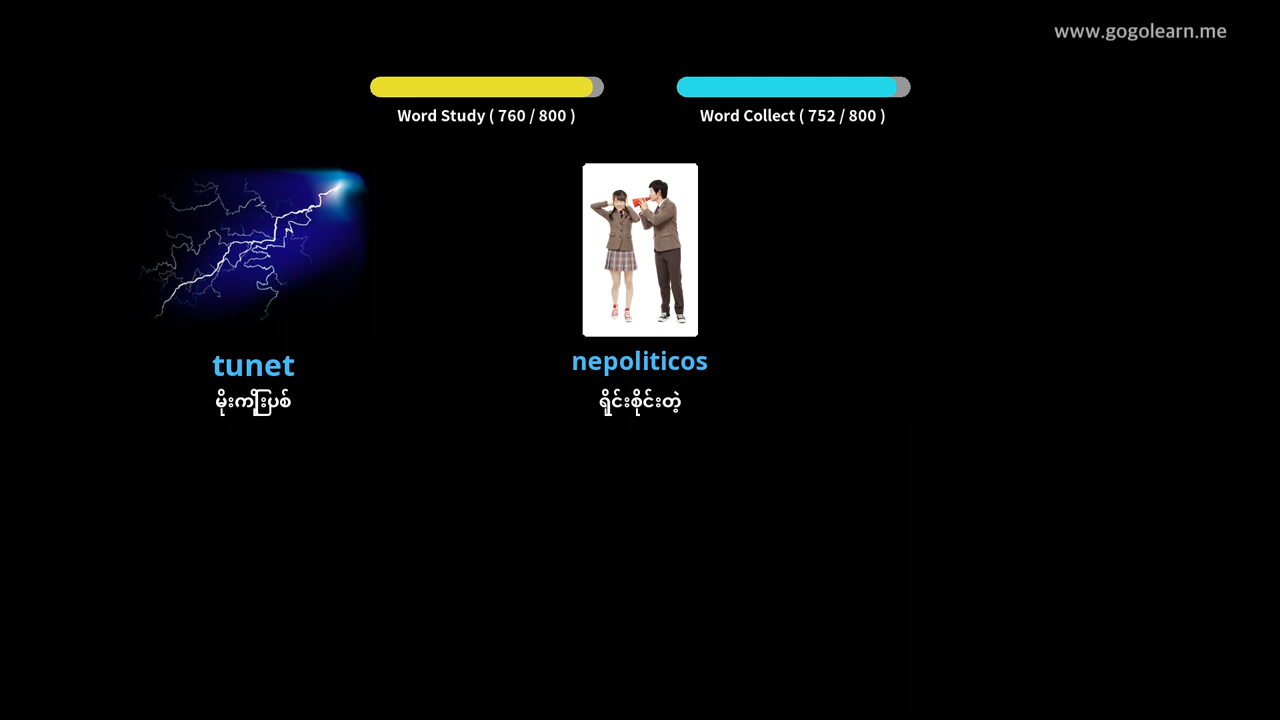 www.gogolearn.me
Word Study ( 760 / 800 )
Word Collect ( 752 / 800 )
tunet
nepoliticos
မိုးကြိုးပစ်
ရိုင်းစိုင်းတဲ့